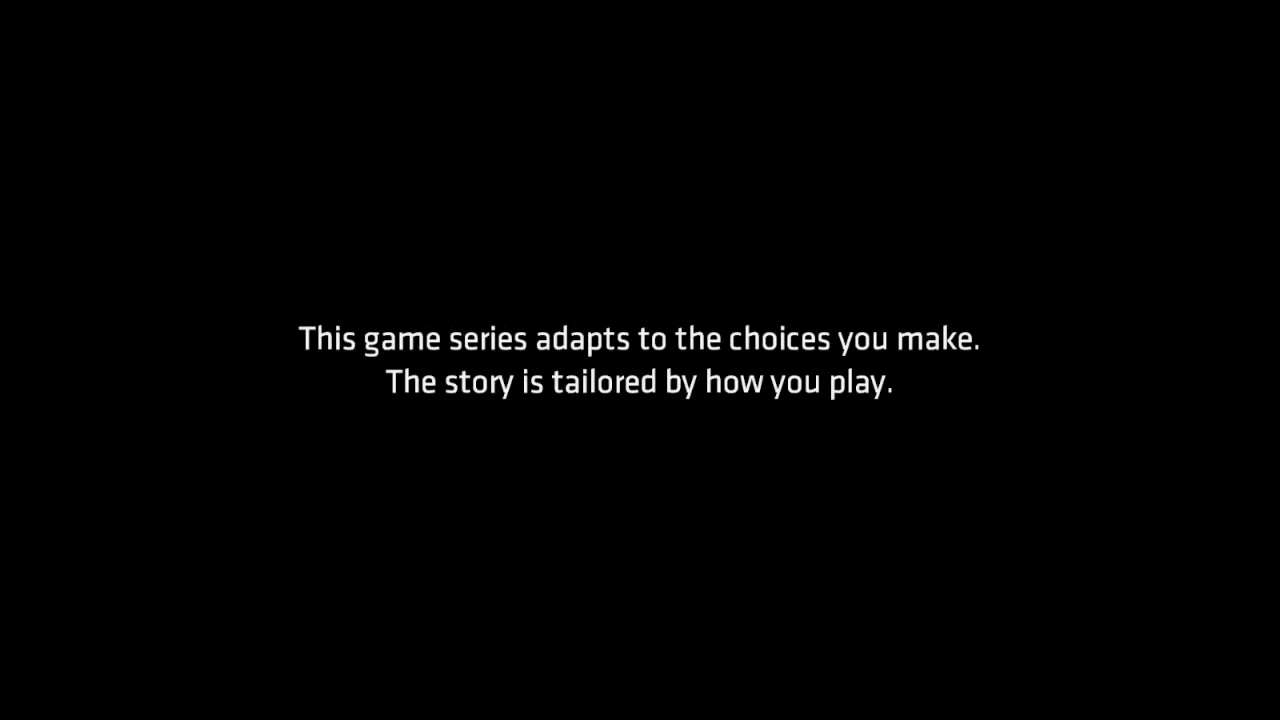 This game series adapts to the choices you make.
The story is tailored by how you play.